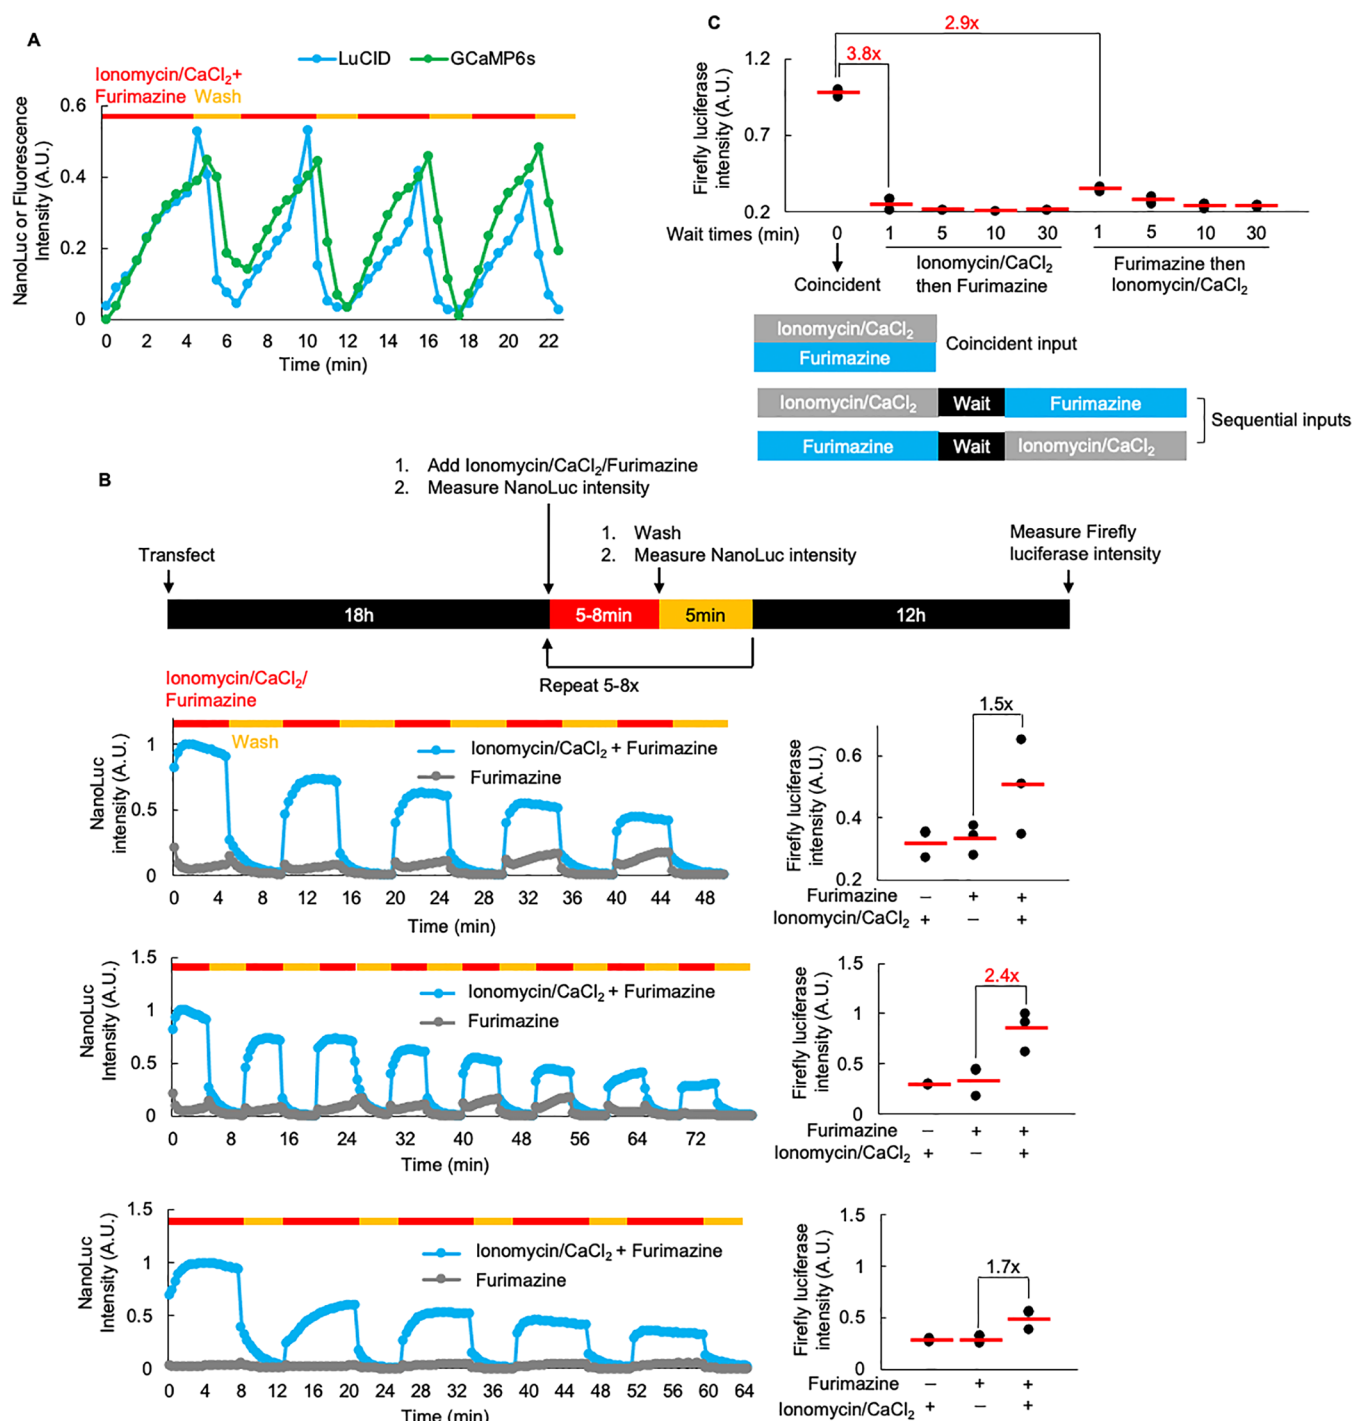 A
LuCID
GCaMP6s
Ionomycin/CaCl₂+
Furimazine
Wash
NanoLuc or Fluorescence
Intensity (A.U.)
0.6
0.4
0.2
0
0 2 4 6 8 10 12 14 16 18 20 22
Time (min)
C
2.9x
3.8x
Firefly luciferase
intensity (A.U.)
1.2
0.7
0.2
Wait times (min) 0 1 5 10 30 1 5 10 30
Coincident
Ionomycin/CaCl₂
then Furimazine
Furimazine then
Ionomycin/CaCl₂
Ionomycin/CaCl₂
Furimazine
Coincident input
Ionomycin/CaCl₂ Wait Furimazine
Furimazine Wait Ionomycin/CaCl₂
Sequential inputs
B
1. Add Ionomycin/CaCl₂/Furimazine
2. Measure NanoLuc intensity
1. Wash
2. Measure NanoLuc intensity
Transfect
Measure Firefly
luciferase intensity
18h 5-8min 5min 12h
Repeat 5-8x
Ionomycin/CaCl₂/
Furimazine
Wash
Ionomycin/CaCl₂ + Furimazine
Furimazine
NanoLuc
intensity (A.U.)
1
0.5
0
0 4 8 12 16 20 24 28 32 36 40 44 48
Time (min)
1.5x
Firefly luciferase
intensity (A.U.)
0.6
0.4
0.2
Furimazine – + +
Ionomycin/CaCl₂ + – +
NanoLuc
Intensity (A.U.)
1.5
1
0.5
0
Ionomycin/CaCl₂ + Furimazine
Furimazine
0 8 16 24 32 40 48 56 64 72
Time (min)
2.4x
Firefly luciferase
intensity (A.U.)
1.5
1
0.5
0
Furimazine – + +
Ionomycin/CaCl₂ + – +
NanoLuc
Intensity (A.U.)
1.5
1
0.5
0
Ionomycin/CaCl₂ + Furimazine
Furimazine
0 4 8 12 16 20 24 28 32 36 40 44 48 52 56 60 64
Time (min)
1.7x
Firefly luciferase
intensity (A.U.)
1.5
1
0.5
0
Furimazine – + +
Ionomycin/CaCl₂ + – +